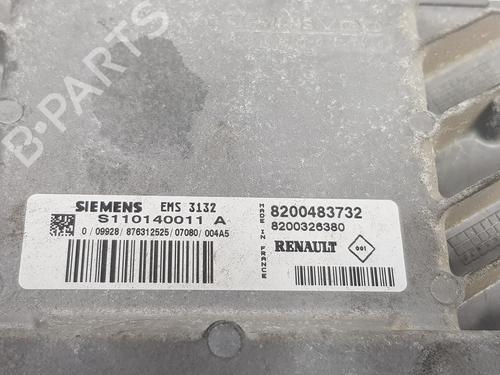 B-PARTS
SIEMENS EMS 3132
S110140011 A
0 / 09928 / 876312525 / 07080 / 004A5
MADE IN FRANCE
8200483732
8200326380
RENAULT
001